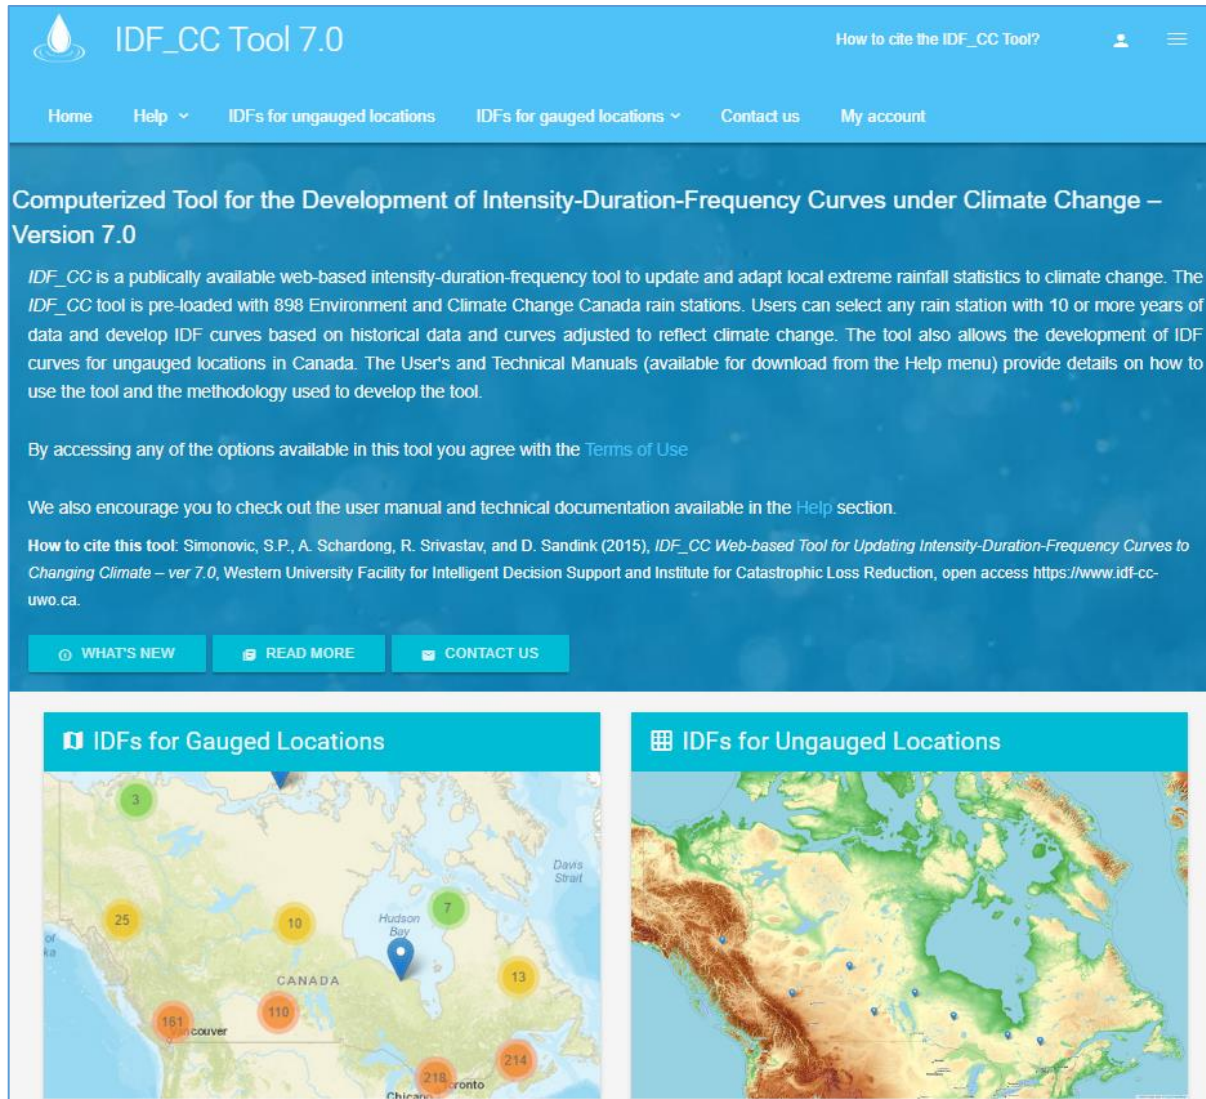 IDF_CC Tool 7.0
How to cite the IDF_CC Tool?
Home
Help
IDFs for ungauged locations
IDFs for gauged locations
Contact us
My account
Computerized Tool for the Development of Intensity-Duration-Frequency Curves under Climate Change –
Version 7.0
IDF_CC is a publically available web-based intensity-duration-frequency tool to update and adapt local extreme rainfall statistics to climate change. The
IDF_CC tool is pre-loaded with 898 Environment and Climate Change Canada rain stations. Users can select any rain station with 10 or more years of
data and develop IDF curves based on historical data and curves adjusted to reflect climate change. The tool also allows the development of IDF
curves for ungauged locations in Canada. The User's and Technical Manuals (available for download from the Help menu) provide details on how to
use the tool and the methodology used to develop the tool.
By accessing any of the options available in this tool you agree with the Terms of Use
We also encourage you to check out the user manual and technical documentation available in the Help section.
How to cite this tool: Simonovic, S.P., A. Schardong, R. Srivastav, and D. Sandink (2015), IDF_CC Web-based Tool for Updating Intensity-Duration-Frequency Curves to
Changing Climate – ver 7.0, Western University Facility for Intelligent Decision Support and Institute for Catastrophic Loss Reduction, open access https://www.idf-cc-
uwo.ca.
WHAT'S NEW
READ MORE
CONTACT US
IDFs for Gauged Locations
3
Davis
Strait
25
10
Hudson
Bay
7
of
ka
13
CANADA
161
couver
110
214
218
ronto
Chicago
IDFs for Ungauged Locations